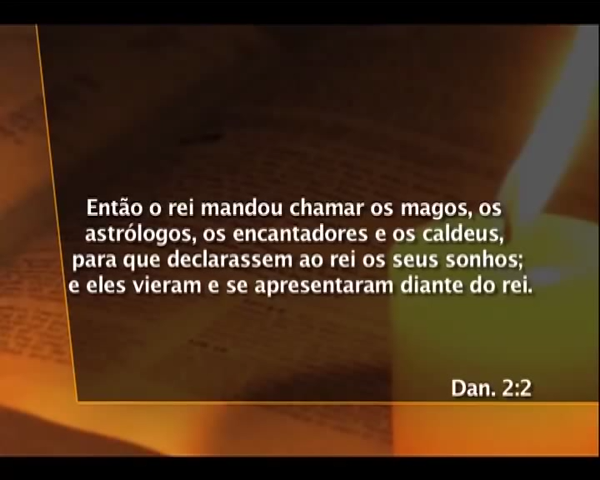 Então o rei mandou chamar os magos, os
astrólogos, os encantadores e os caldeus,
para que declarassem ao rei os seus sonhos;
e eles vieram e se apresentaram diante do rei.
Dan. 2:2